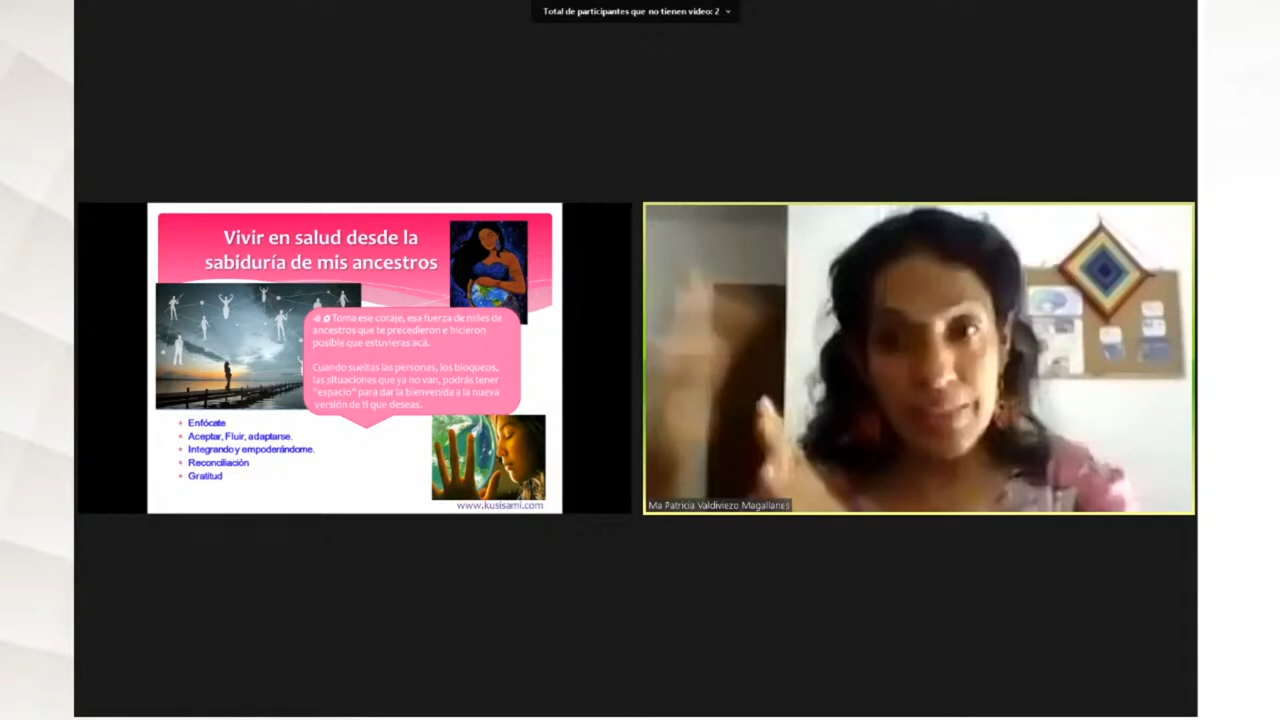 Total de participantes que no tienen video: 2
Vivir en salud desde la
sabiduría de mis ancestros
Toma ese coraje, esa fuerza de miles de
ancestros que te precedieron e hicieron
posible que estuvieras acá.
Cuando sueltas las personas, los bloqueos,
las situaciones que ya no van, podrás tener
"espacio" para dar la bienvenida a la nueva
versión de ti que deseas.
Enfócate
Aceptar, Fluir, adaptarse.
Integrando y empoderándome.
Reconciliación
Gratitud
www.kusisami.com
Ma Patricia Valdiviezo Magallanes